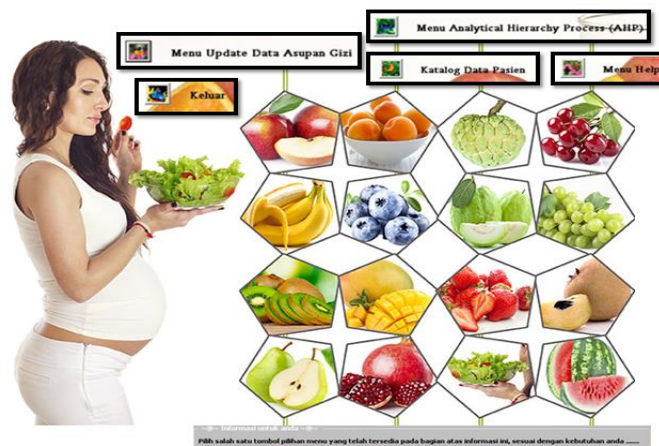 Menu Analytical Hierarchy Process (AHP)
Menu Update Data Asupan Gizi
Katalog Data Pasien
Menu Help
Keluar
~@~ Informasi untuk anda ~@~
Pilih salah satu tombol pilihan menu yang telah tersedia pada bagian atas informasi ini, sesuai dengan kebutuhan anda ......